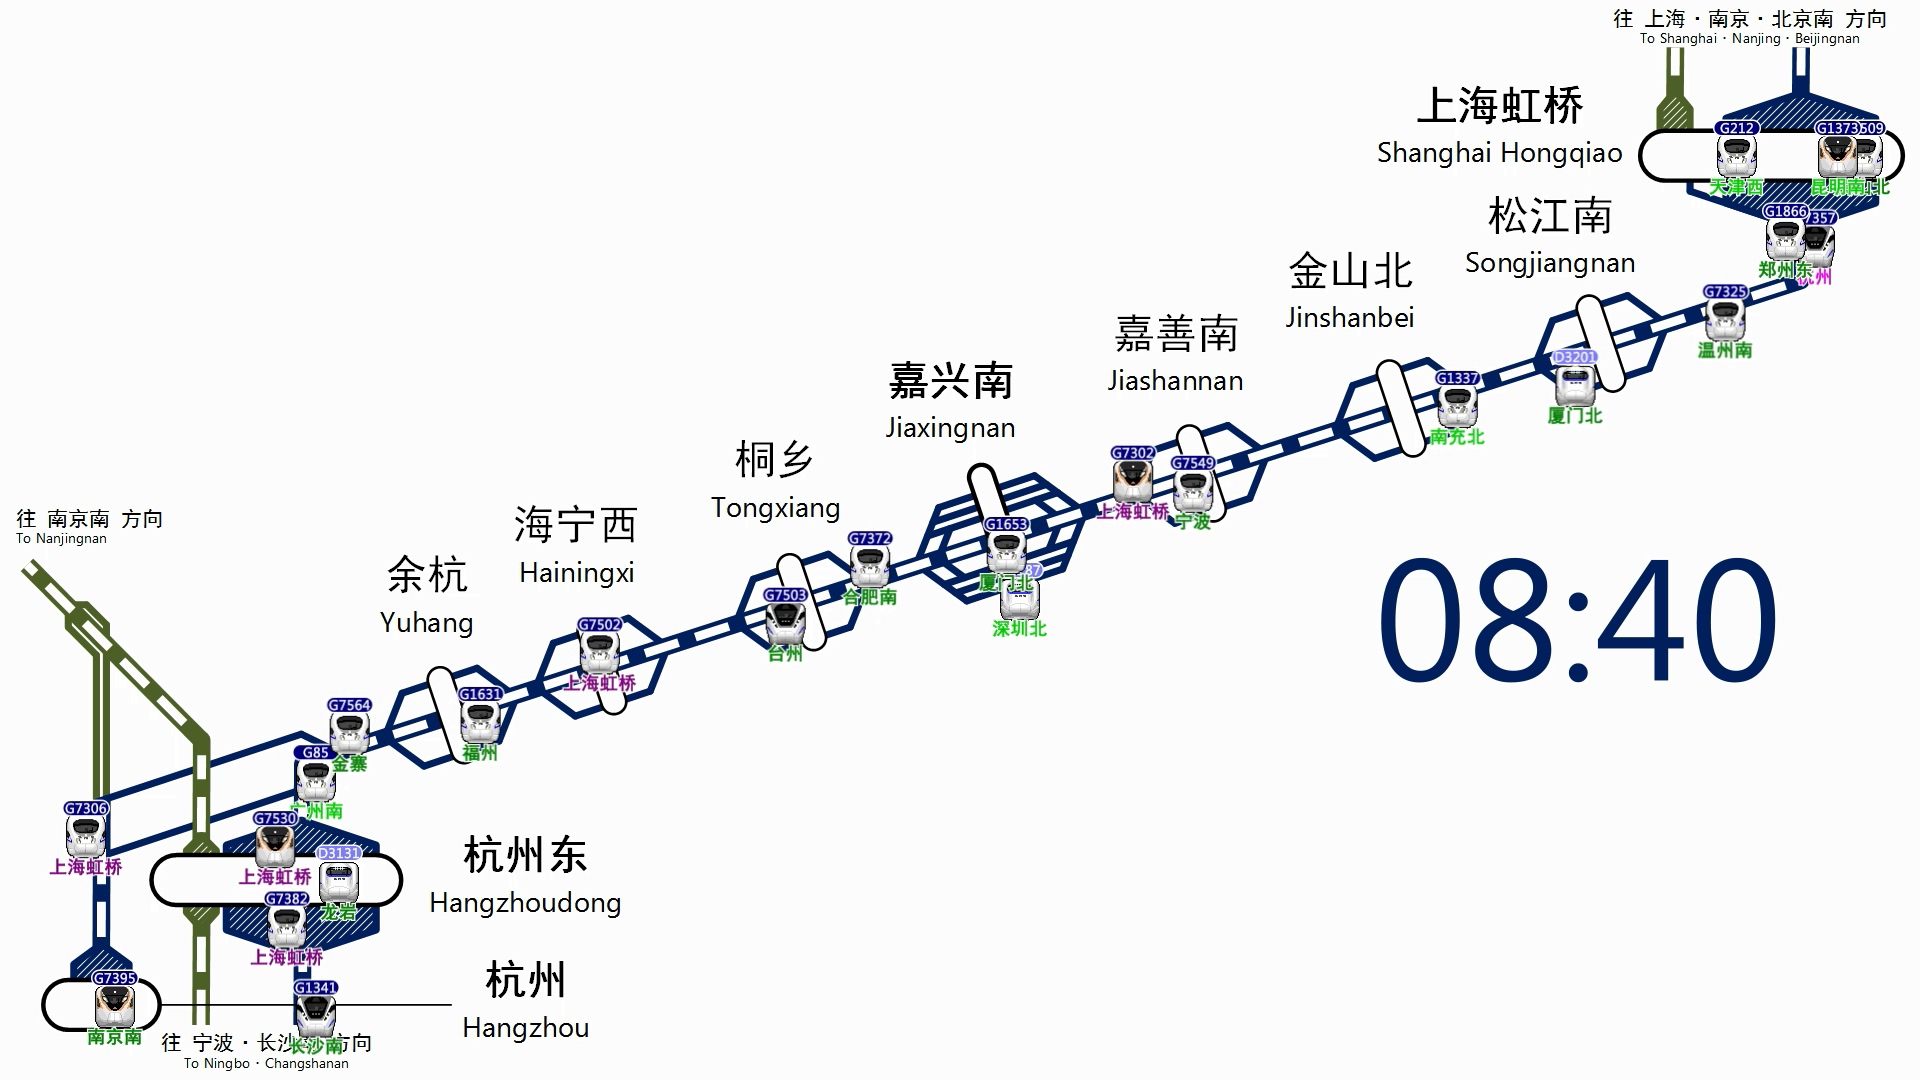 往 上海・南京・北京南 方向
To Shanghai・Nanjing・Beijingnan
上海虹桥
Shanghai Hongqiao
G212
天津西
G1373
昆明南
509
北
G1866
郑州东
357
杭州
松江南
Songjiangnan
G7325
温州南
D3201
厦门北
金山北
Jinshanbei
G1337
南充北
嘉善南
Jiashannan
G7302
上海虹桥
G7549
宁波
嘉兴南
Jiaxingnan
G1653
厦门北
深圳北
桐乡
Tongxiang
G7372
合肥南
G7503
台州
海宁西
Hainingxi
G7502
上海虹桥
余杭
Yuhang
G1631
福州
08:40
往 南京南 方向
To Nanjingnan
G7564
金寨
G85
广州南
G7306
上海虹桥
G7530
上海虹桥
D3131
龙岩
G7382
上海虹桥
杭州东
Hangzhoudong
G7395
南京南
G1341
长沙南
杭州
Hangzhou
往 宁波・长沙 方向
To Ningbo・Changshanan